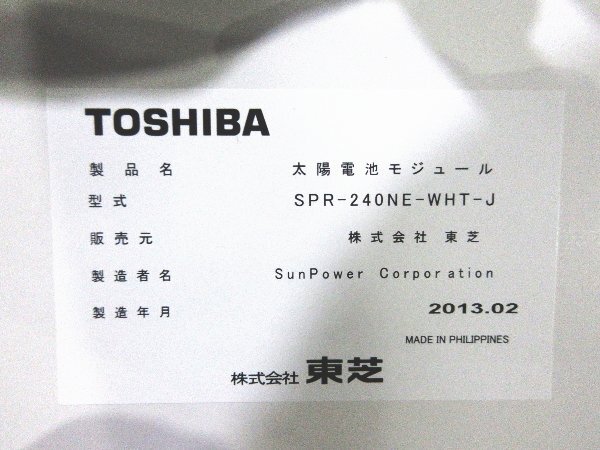 TOSHIBA
製品名 太陽電池モジュール
型式 SPR-240NE-WHT-J
販売元 株式会社 東芝
製造者名 SunPower Corporation
製造年月 2013.02
MADE IN PHILIPPINES
株式会社 東芝